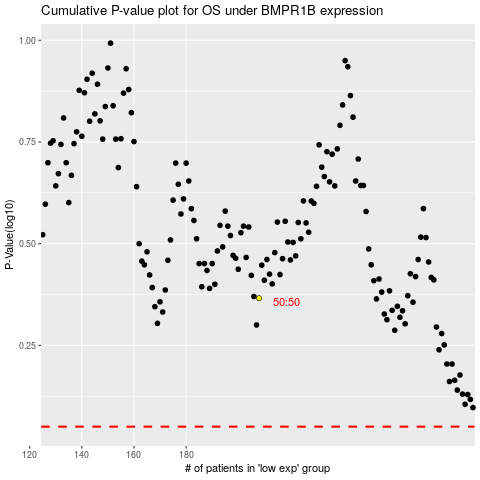 Cumulative P-value plot for OS under BMPR1B expression
P-Value(log10)
1.00
0.75
0.50
0.25
50:50
120 140 160 180
# of patients in 'low exp' group